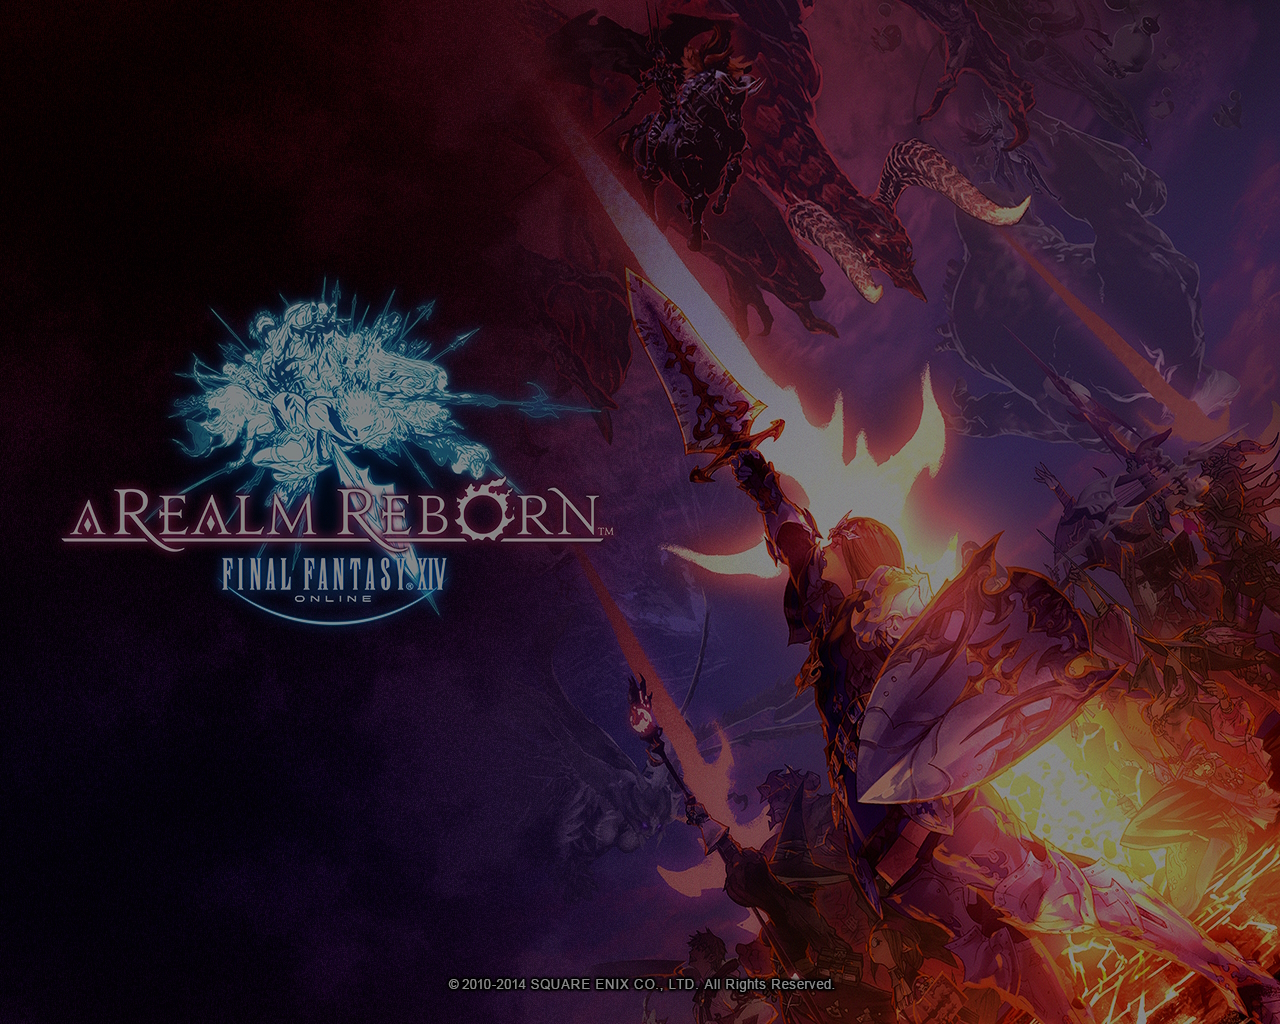 A REALM REBORN™
FINAL FANTASY® XIV
ONLINE
© 2010-2014 SQUARE ENIX CO., LTD. All Rights Reserved.